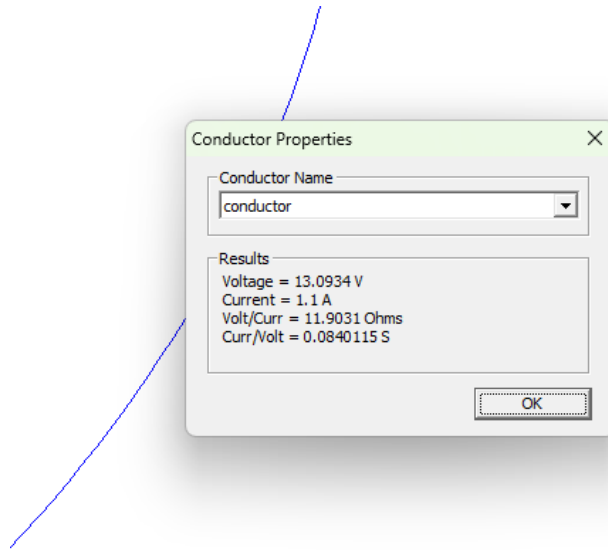 Conductor Properties
Conductor Name
conductor
Results
Voltage = 13.0934 V
Current = 1.1 A
Volt/Curr = 11.9031 Ohms
Curr/Volt = 0.0840115 S
OK